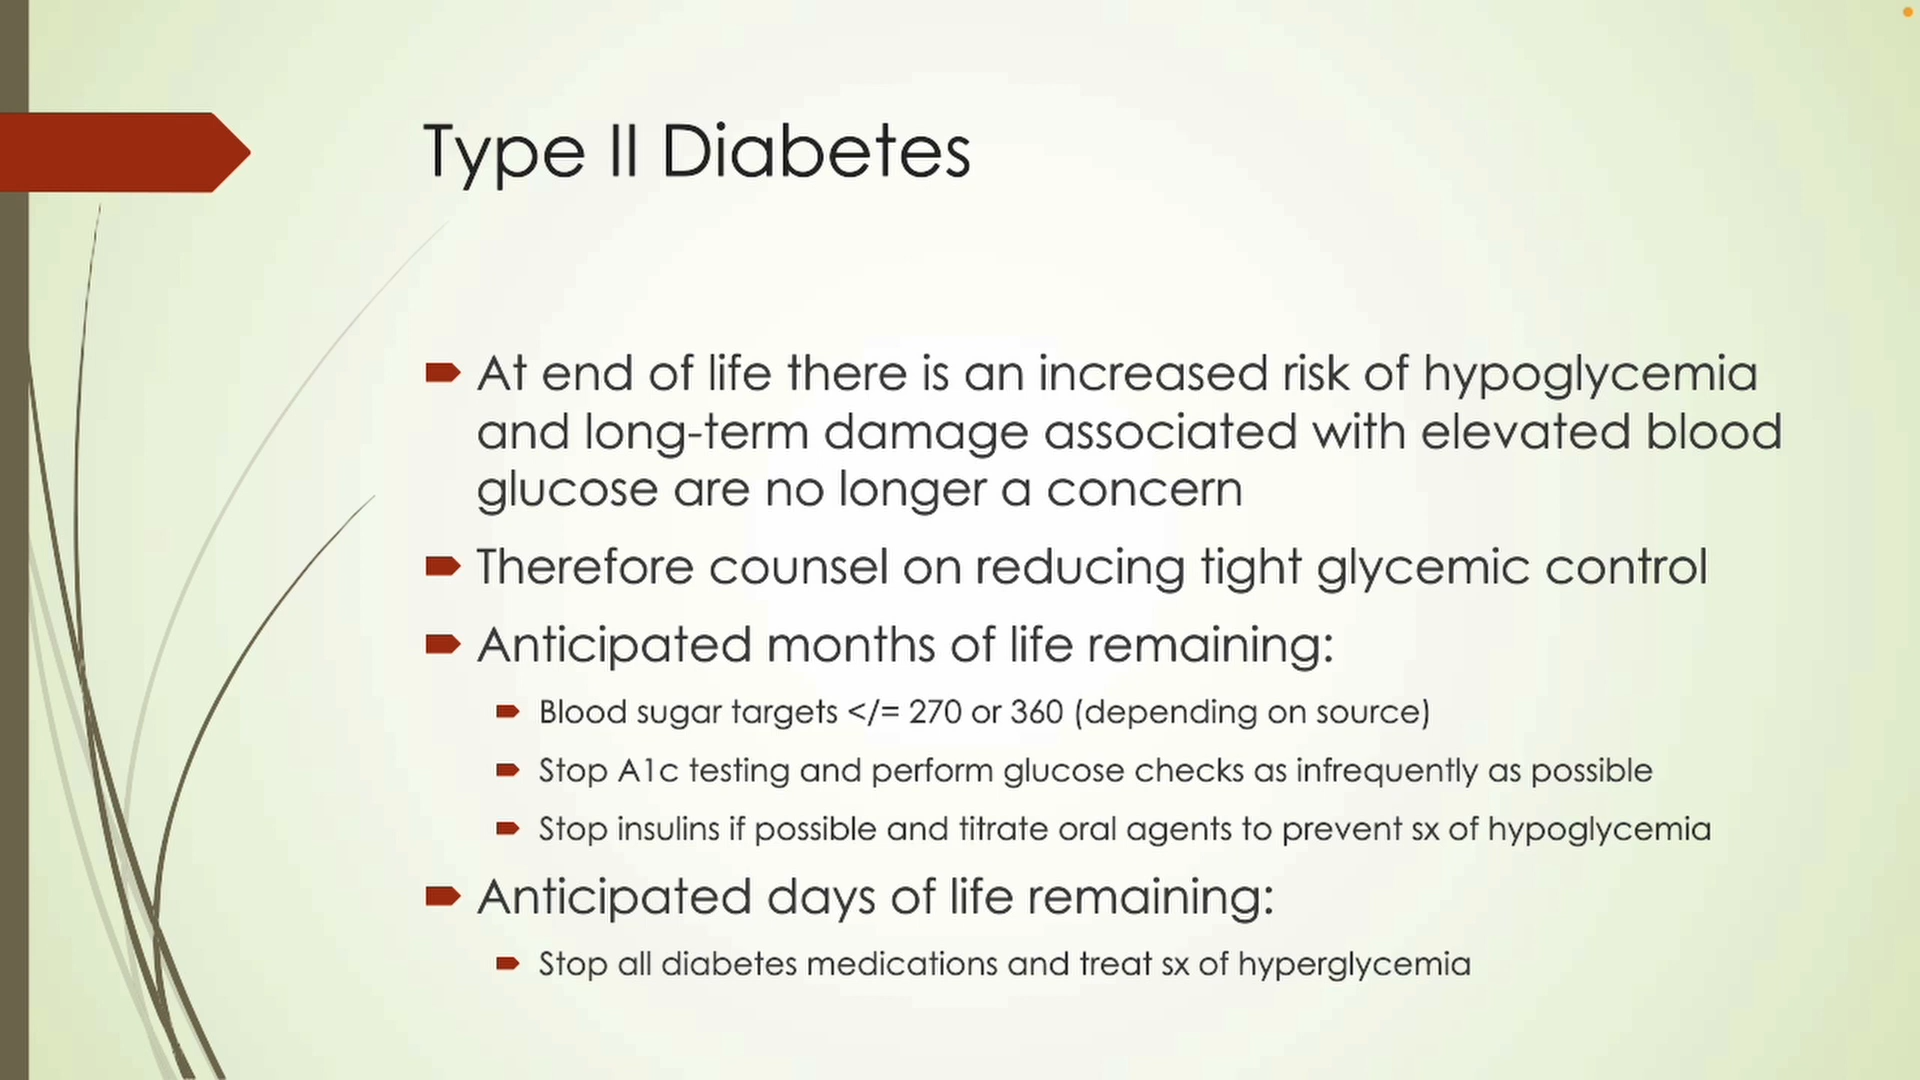 Type II Diabetes
At end of life there is an increased risk of hypoglycemia
and long-term damage associated with elevated blood
glucose are no longer a concern
Therefore counsel on reducing tight glycemic control
Anticipated months of life remaining:
Blood sugar targets </= 270 or 360 (depending on source)
Stop A1c testing and perform glucose checks as infrequently as possible
Stop insulins if possible and titrate oral agents to prevent sx of hypoglycemia
Anticipated days of life remaining:
Stop all diabetes medications and treat sx of hyperglycemia